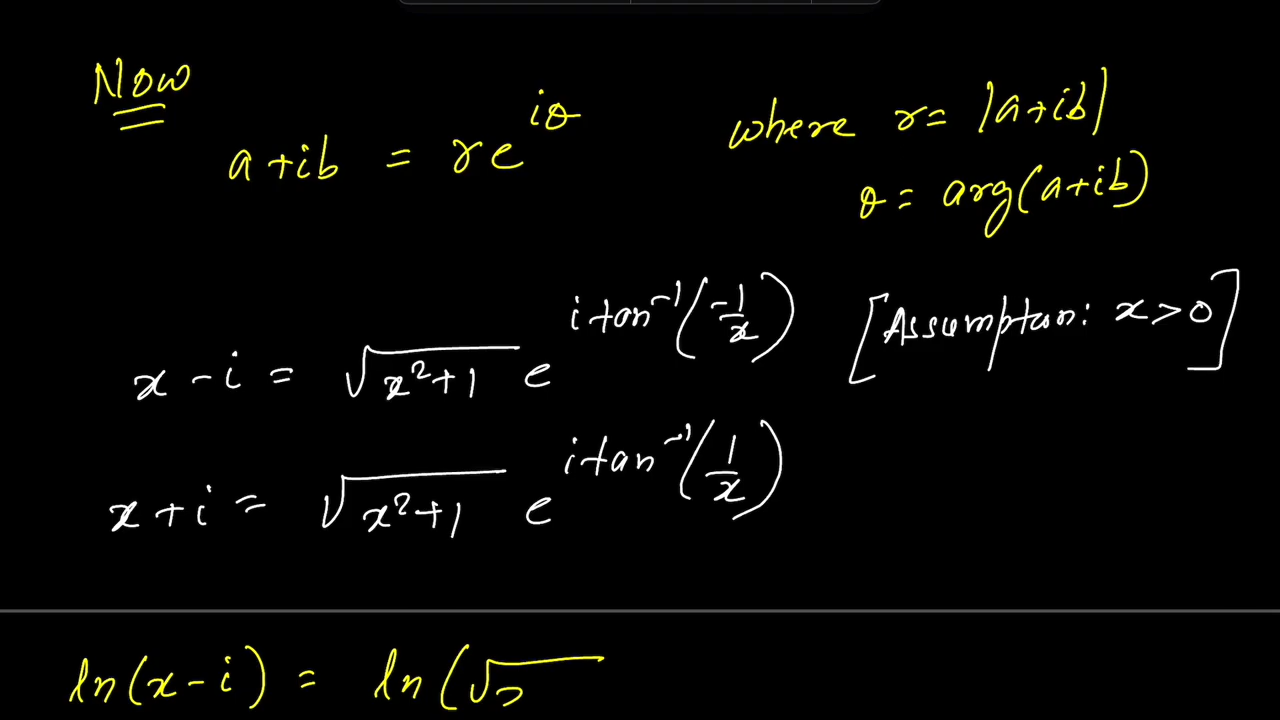 Now
a+ib = re^{iθ} where r = |a+ib|
θ = arg(a+ib)
x-i = √(x²+1) e^{i tan⁻¹(-1/x)} [Assumpton: x>0]
x+i = √(x²+1) e^{i tan⁻¹(1/x)}
ln(x-i) = ln(√